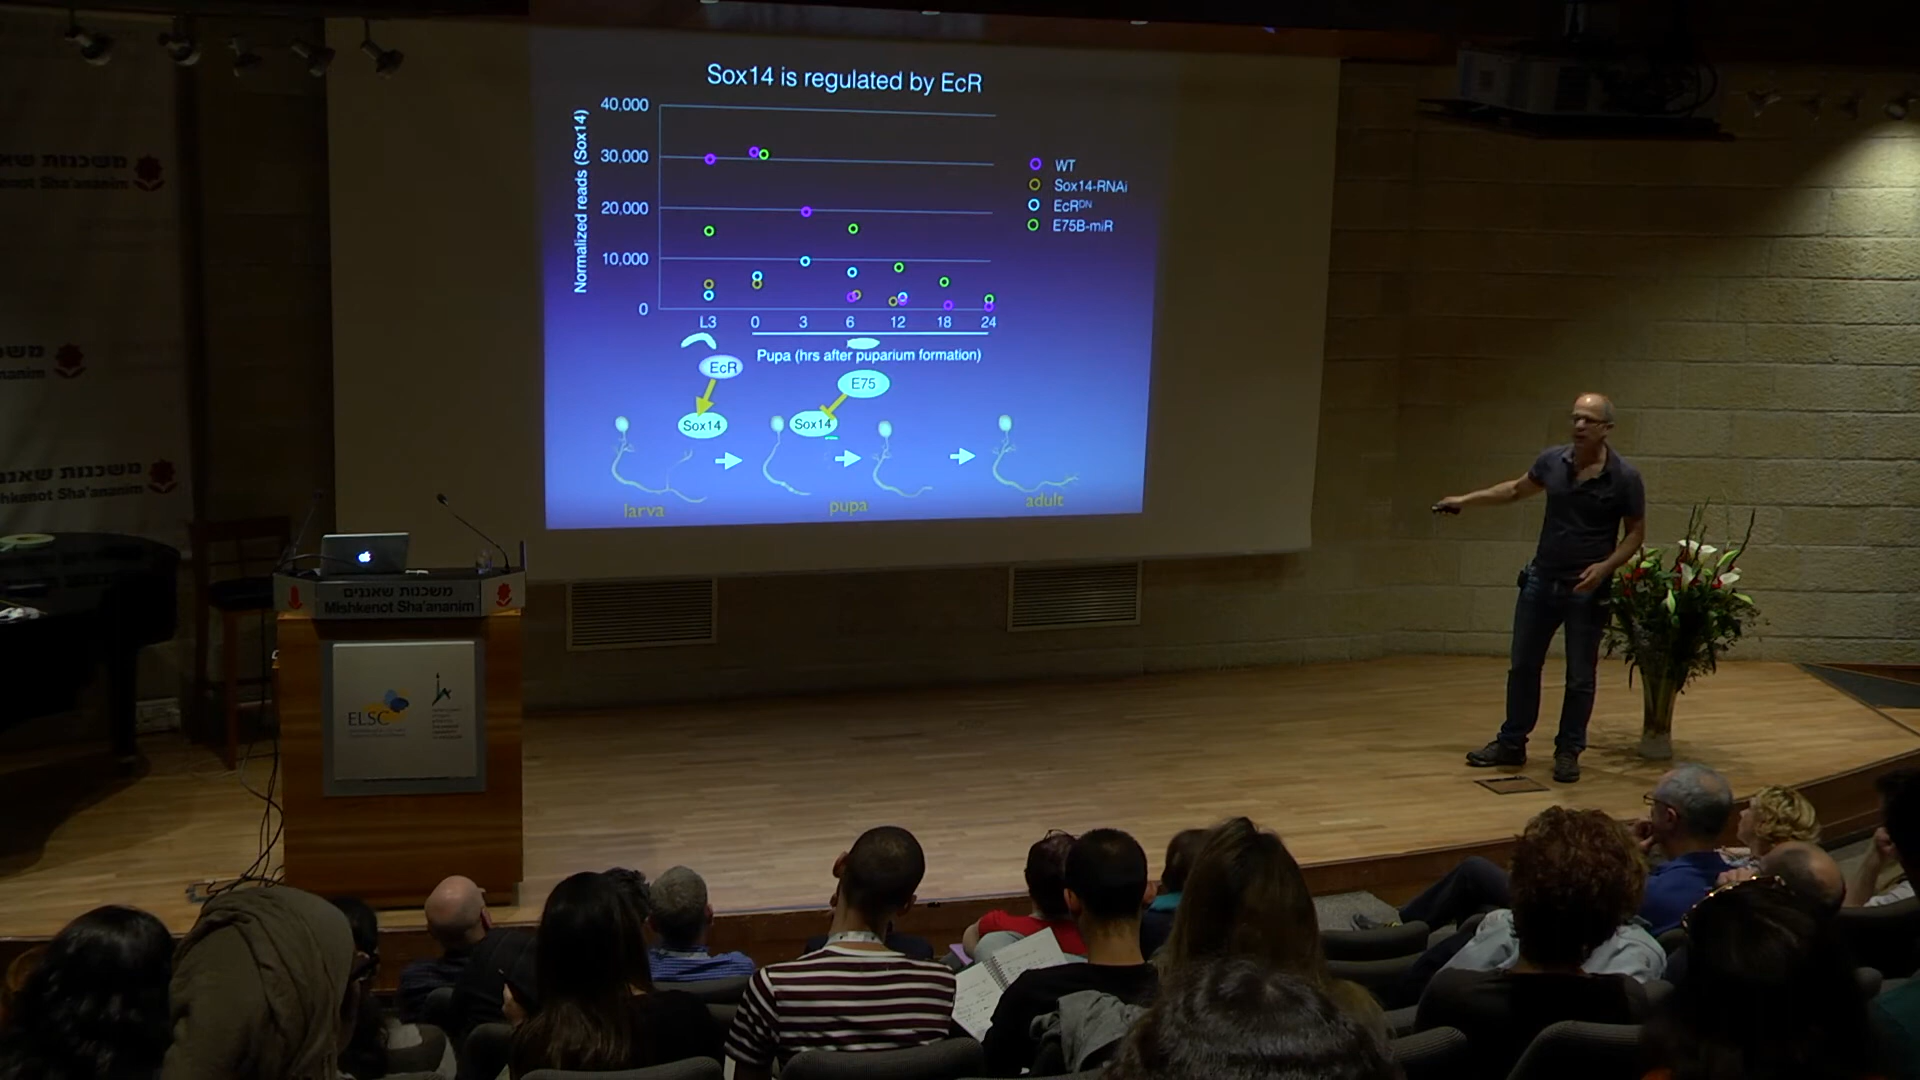 Sox14 is regulated by EcR
Normalized reads (Sox14)
40,000
30,000
20,000
10,000
0
L3 0 3 6 12 18 24
Pupa (hrs after puparium formation)
WT
Sox14-RNAi
EcRᴰᴺ
E75B-miR
EcR
E75
Sox14
Sox14
larva
pupa
adult
משכנות שאננים
Mishkenot Sha'ananim
ELSC